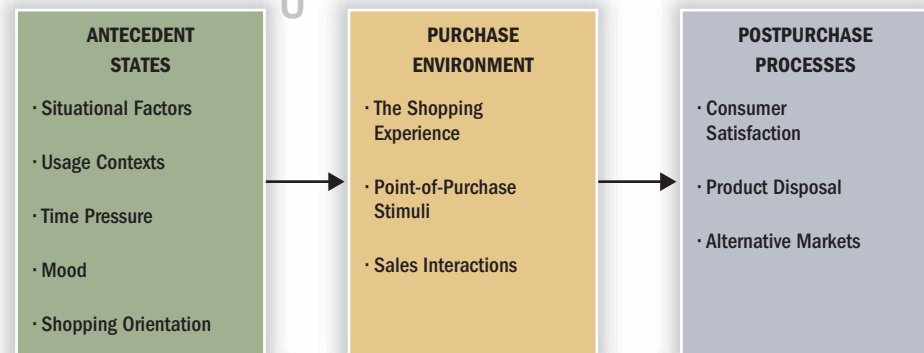 ANTECEDENT
STATES
· Situational Factors
· Usage Contexts
· Time Pressure
· Mood
· Shopping Orientation
PURCHASE
ENVIRONMENT
· The Shopping
Experience
· Point-of-Purchase
Stimuli
· Sales Interactions
POSTPURCHASE
PROCESSES
· Consumer
Satisfaction
· Product Disposal
· Alternative Markets